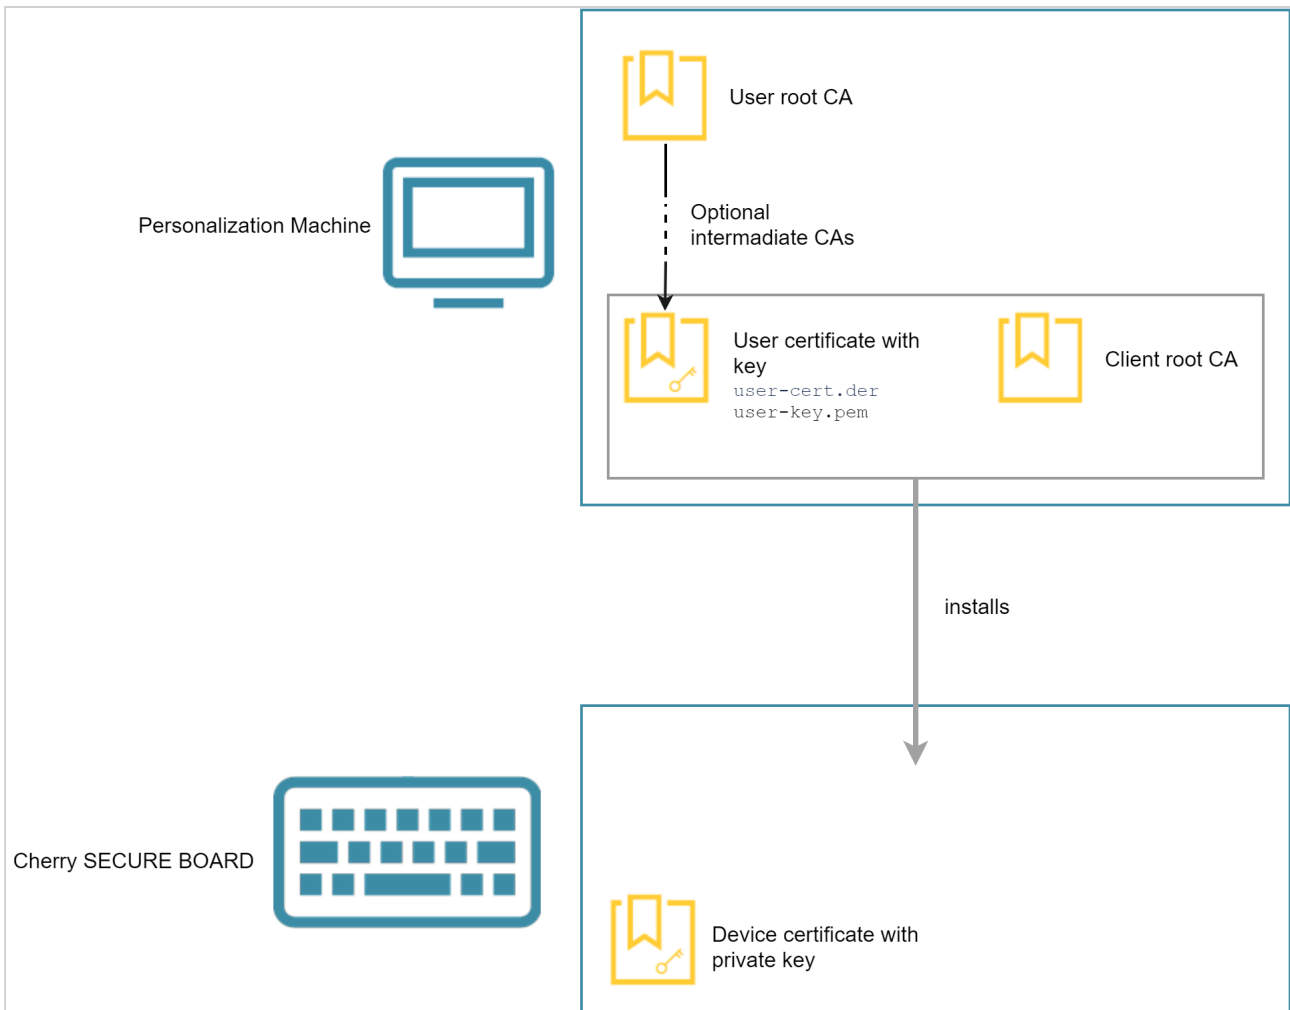 User root CA
Personalization Machine
Optional
intermadiate CAs
User certificate with
key
user-cert.der
user-key.pem
Client root CA
installs
Cherry SECURE BOARD
Device certificate with
private key